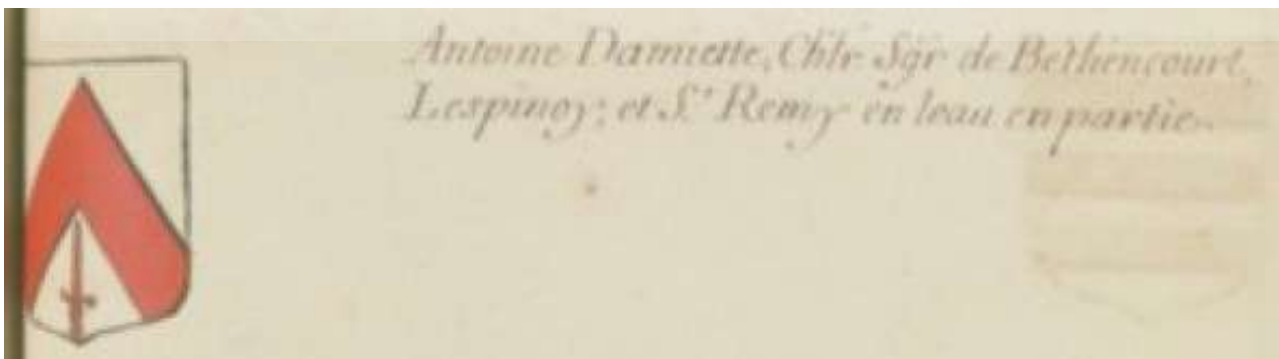 Antoine Damiette, Chlr Sgr de Bethencourt,
Lespinoy; et St Remy en leau en partie.